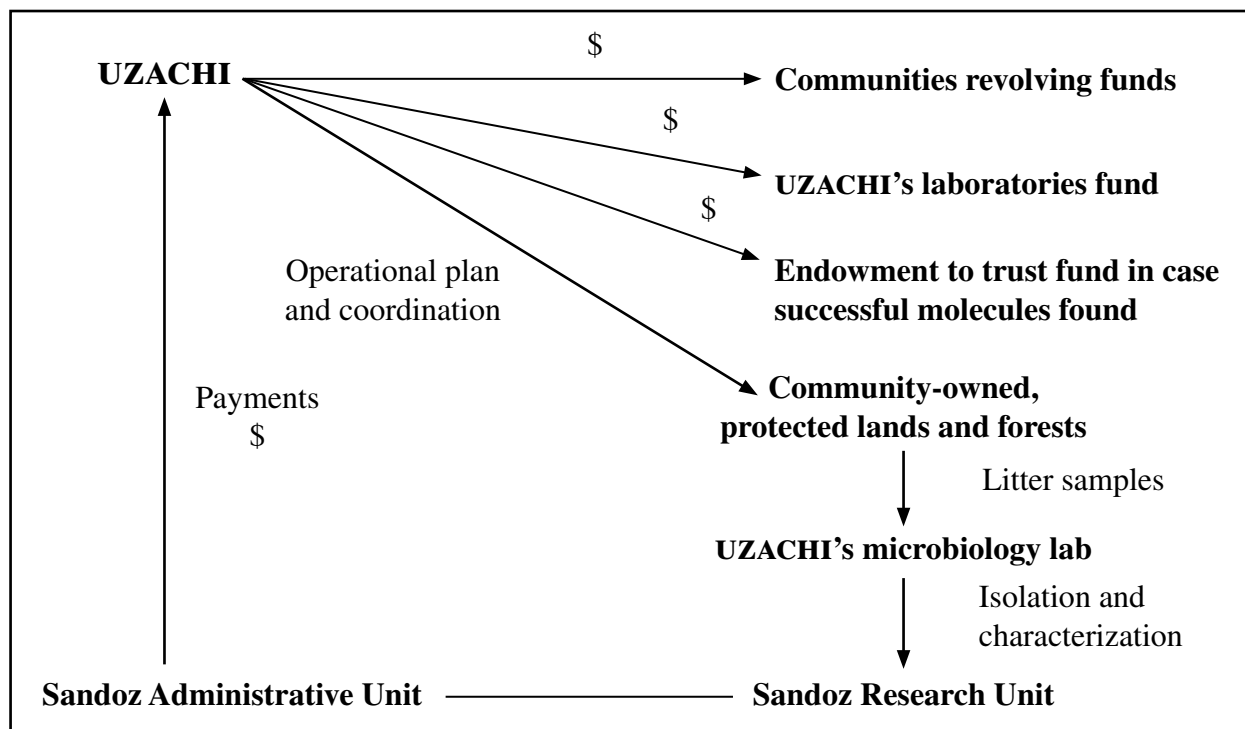 $
UZACHI
Communities revolving funds
$
UZACHI’s laboratories fund
$
Operational plan
and coordination
Endowment to trust fund in case
successful molecules found
Payments
$
Community-owned,
protected lands and forests
Litter samples
UZACHI’s microbiology lab
Isolation and
characterization
Sandoz Administrative Unit
Sandoz Research Unit